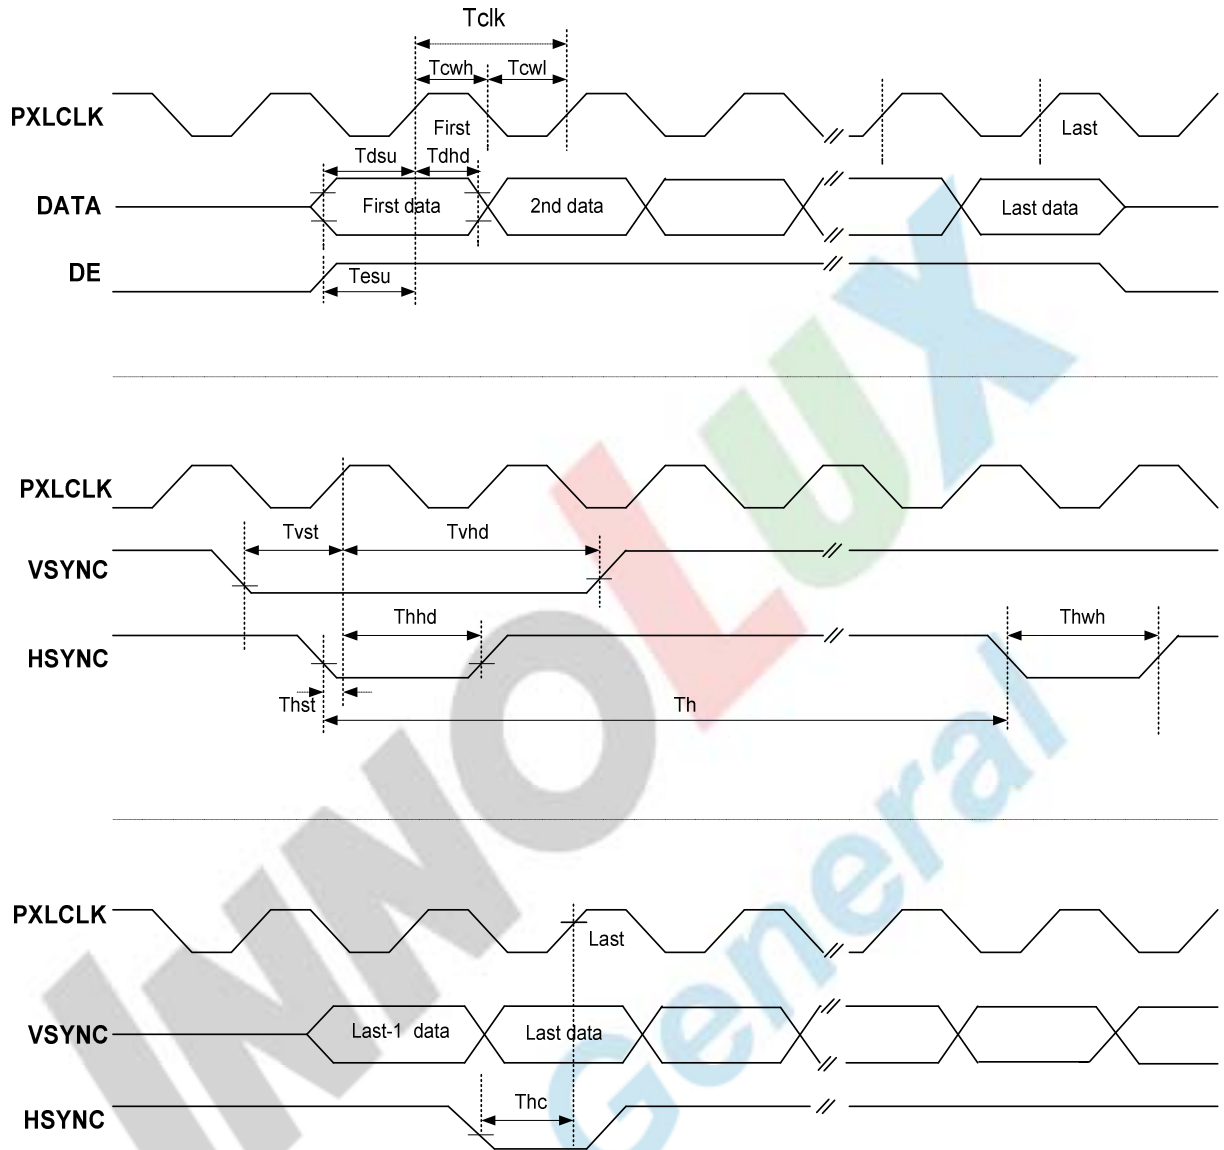 Tclk
Tcwh Tcwl
PXLCLK
First
Last
Tdsu Tdhd
DATA
First data
2nd data
Last data
DE
Tesu
PXLCLK
Tvst
Tvhd
VSYNC
Thhd
Thwh
HSYNC
Thst
Th
PXLCLK
Last
VSYNC
Last-1 data
Last data
HSYNC
Thc
INNOLUX
General